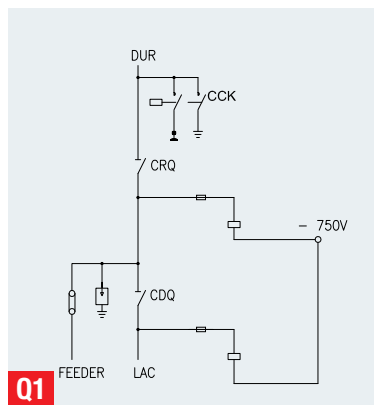 DUR
CCK
CRQ
– 750V
CDQ
FEEDER LAC
Q1